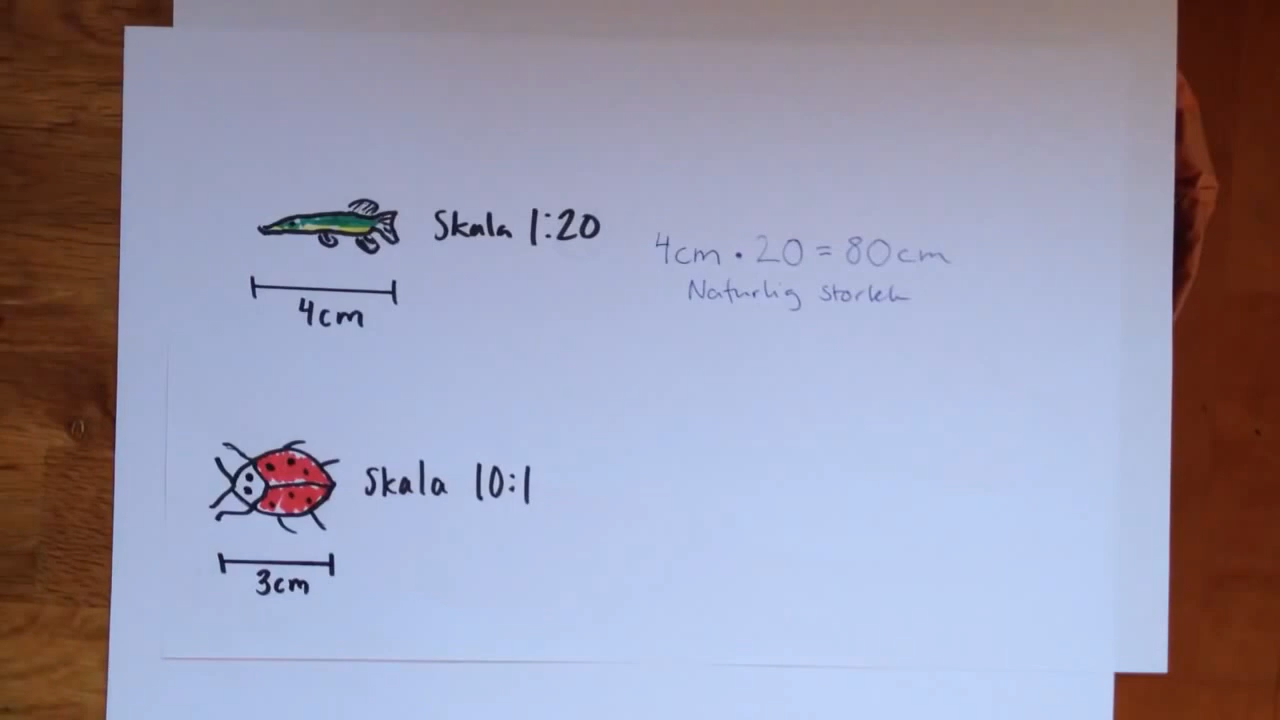 Skala 1:20
4cm • 20 = 80cm
Naturlig storlek
4cm
Skala 10:1
3cm